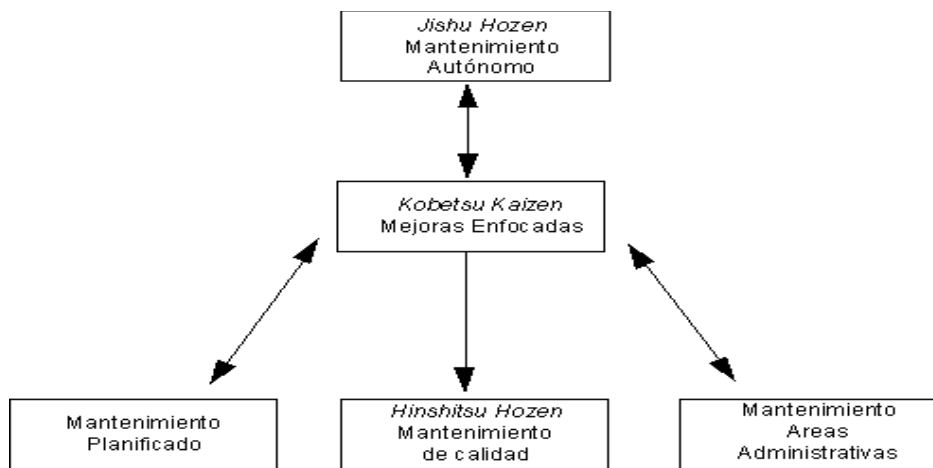 Jishu Hozen
Mantenimiento
Autónomo
Kobetsu Kaizen
Mejoras Enfocadas
Mantenimiento
Planificado
Hinshitsu Hozen
Mantenimiento
de calidad
Mantenimiento
Areas
Administrativas